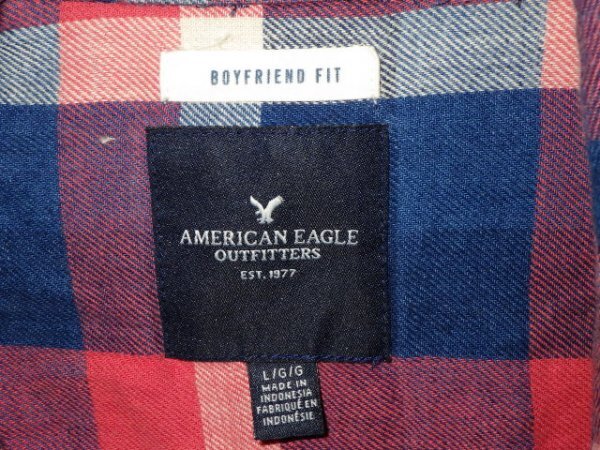 BOYFRIEND FIT
AMERICAN EAGLE
OUTFITTERS
EST. 1977
L/G/G
MADE IN
INDONESIA
FABRIQUÉ EN
INDONÉSIE